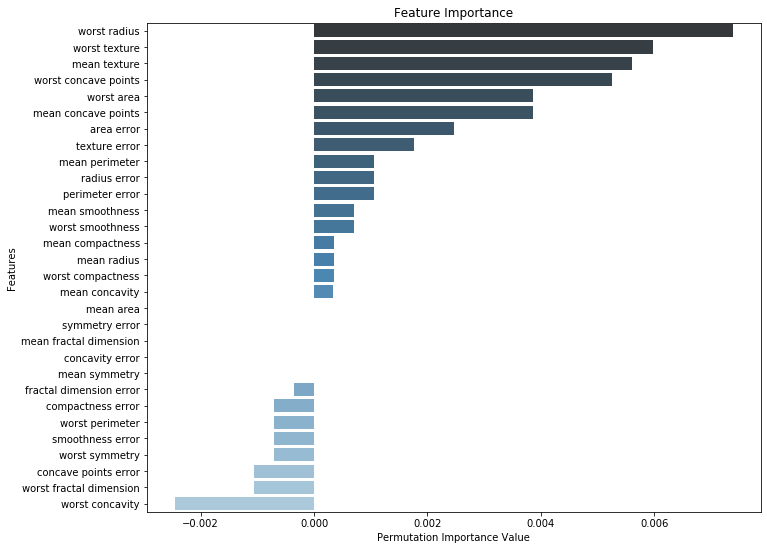 Feature Importance
worst radius
worst texture
mean texture
worst concave points
worst area
mean concave points
area error
texture error
mean perimeter
radius error
perimeter error
mean smoothness
worst smoothness
mean compactness
mean radius
worst compactness
mean concavity
mean area
symmetry error
mean fractal dimension
concavity error
mean symmetry
fractal dimension error
compactness error
worst perimeter
smoothness error
worst symmetry
concave points error
worst fractal dimension
worst concavity
Features
−0.002 0.000 0.002 0.004 0.006
Permutation Importance Value